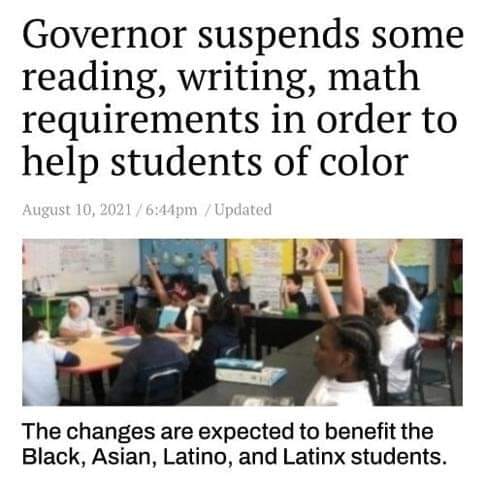 Governor suspends some
reading, writing, math
requirements in order to
help students of color
August 10, 2021 / 6:44pm / Updated
The changes are expected to benefit the
Black, Asian, Latino, and Latinx students.